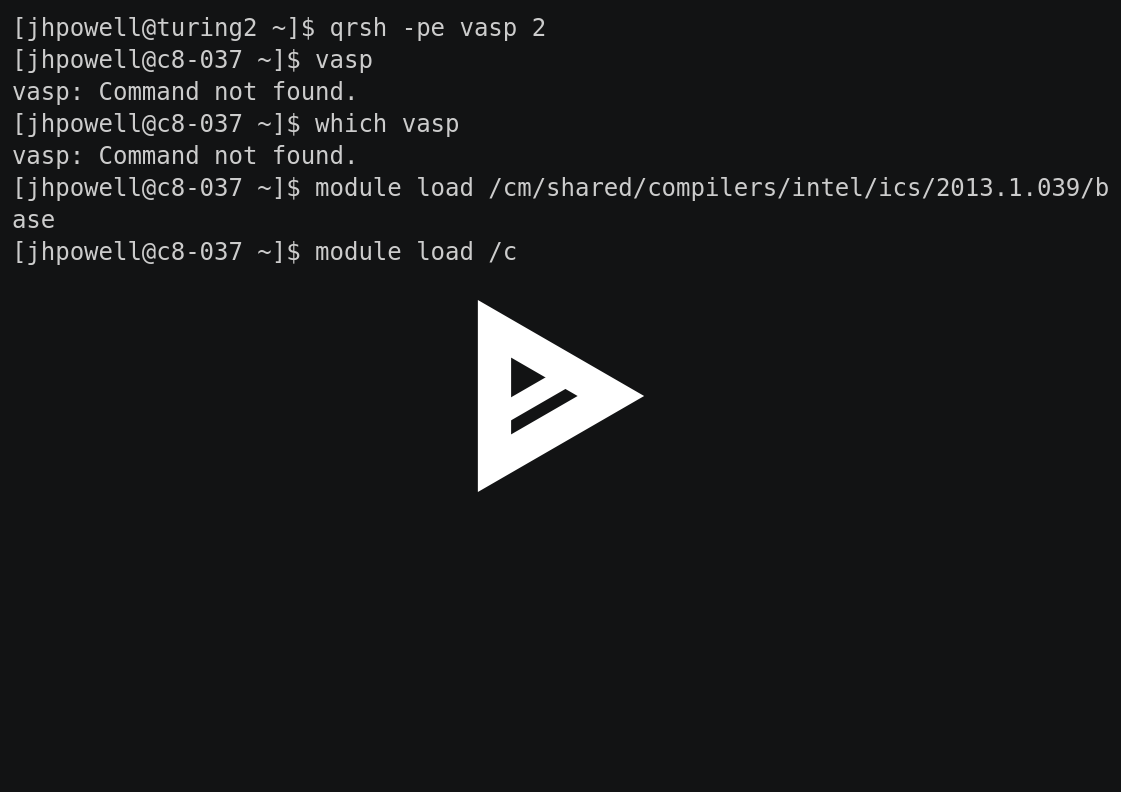 [jhpowell@turing2 ~]$ qrsh -pe vasp 2
[jhpowell@c8-037 ~]$ vasp
vasp: Command not found.
[jhpowell@c8-037 ~]$ which vasp
vasp: Command not found.
[jhpowell@c8-037 ~]$ module load /cm/shared/compilers/intel/ics/2013.1.039/b
ase
[jhpowell@c8-037 ~]$ module load /c